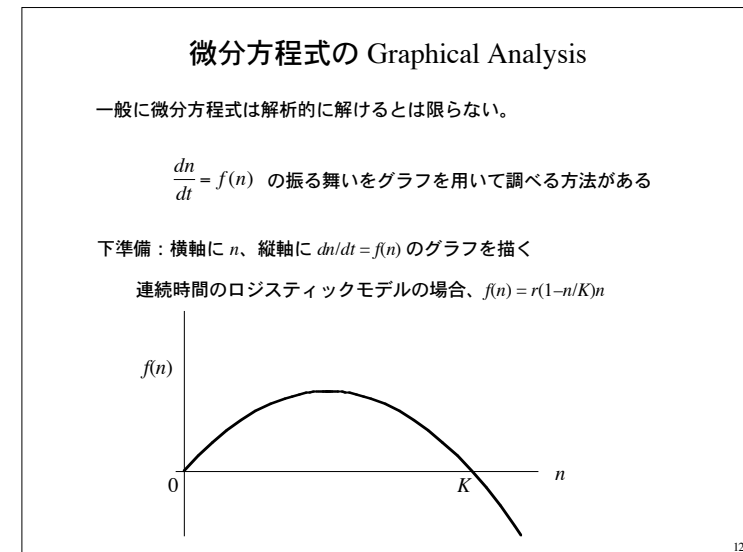 微分方程式の Graphical Analysis
一般に微分方程式は解析的に解けるとは限らない。
dn/dt = f(n) の振る舞いをグラフを用いて調べる方法がある
下準備：横軸に n、縦軸に dn/dt = f(n) のグラフを描く
連続時間のロジスティックモデルの場合、f(n) = r(1–n/K)n
f(n)
0
K
n
12